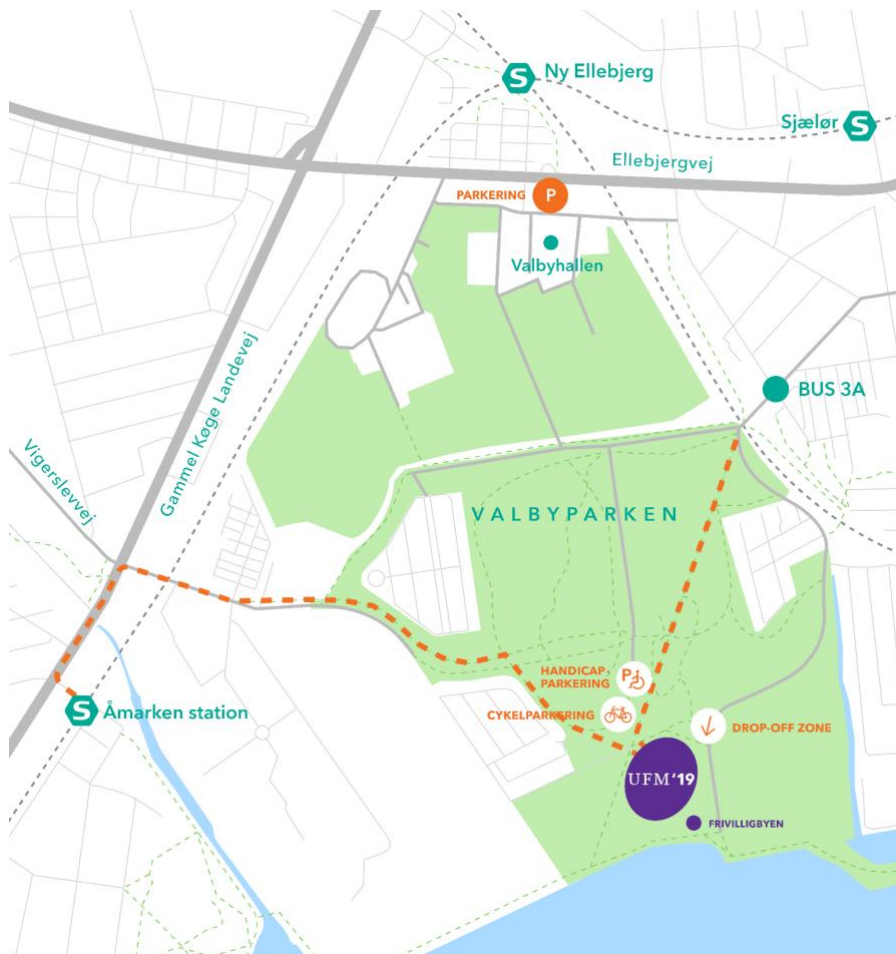 S
Ny Ellebjerg
Sjælør
S
Ellebjergvej
PARKERING
P
Valbyhallen
BUS 3A
Gammel Køge Landevej
Vigerslevvej
VALBYPARKEN
HANDICAP-
PARKERING
P
CYKELPARKERING
DROP-OFF ZONE
S
Åmarken station
UFM'19
FRIVILLIGBYEN